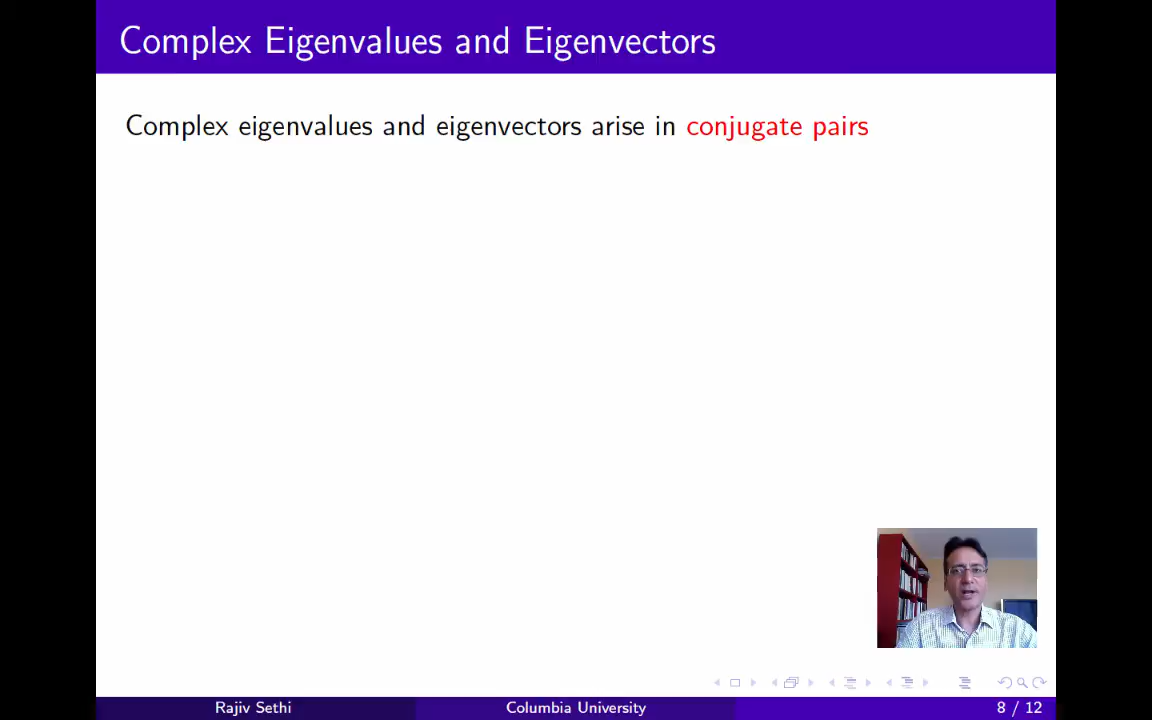 Complex Eigenvalues and Eigenvectors
Complex eigenvalues and eigenvectors arise in conjugate pairs
Rajiv Sethi Columbia University 8 / 12